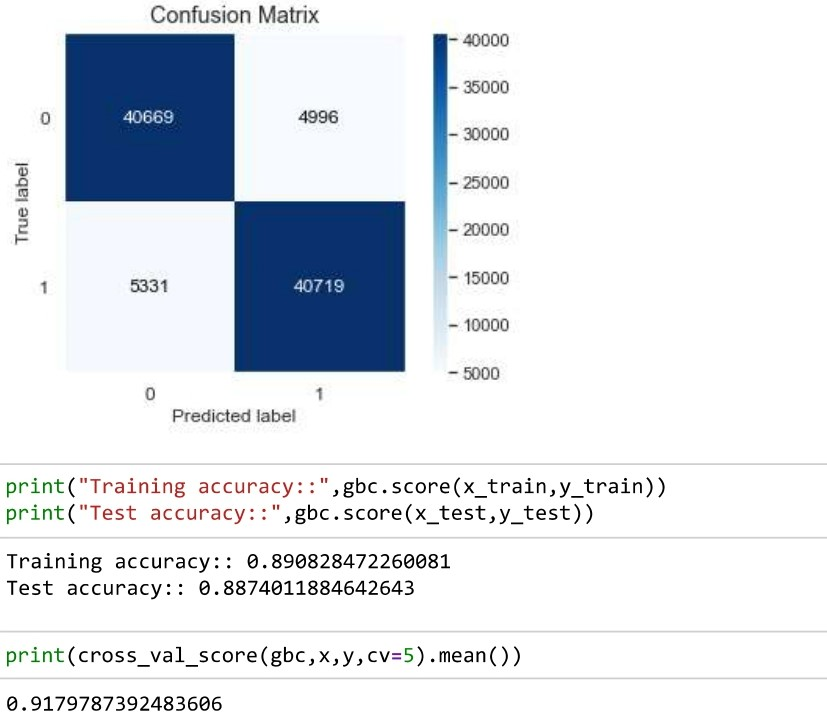 Confusion Matrix
0
40669
4996
True label
1
5331
40719
0
1
Predicted label
40000
35000
30000
25000
20000
15000
10000
5000
print("Training accuracy::",gbc.score(x_train,y_train))
print("Test accuracy::",gbc.score(x_test,y_test))
Training accuracy:: 0.890828472260081
Test accuracy:: 0.8874011884642643
print(cross_val_score(gbc,x,y,cv=5).mean())
0.9179787392483606